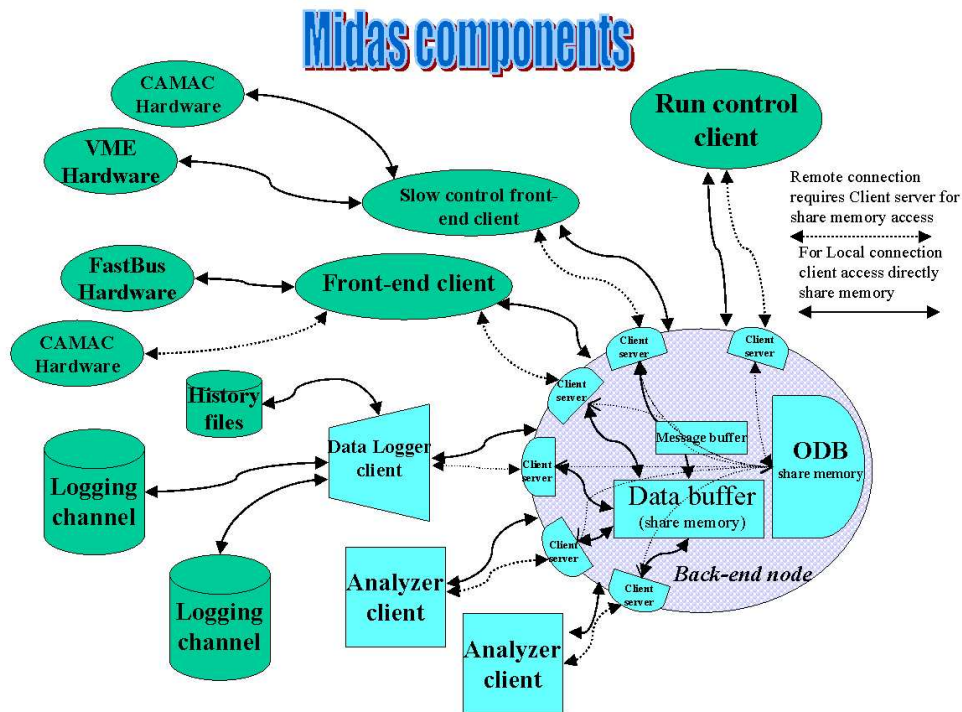 Midas components
CAMAC
Hardware
Run control
client
VME
Hardware
Slow control front-
end client
Remote connection
requires Client server for
share memory access
For Local connection
client access directly
share memory
FastBus
Hardware
Front-end client
CAMAC
Hardware
Client
server
Client
server
Client
server
History
files
Data Logger
client
Message buffer
ODB
share memory
Client
server
Logging
channel
Data buffer
(share memory)
Client
server
Analyzer
client
Back-end node
Client
server
Logging
channel
Analyzer
client